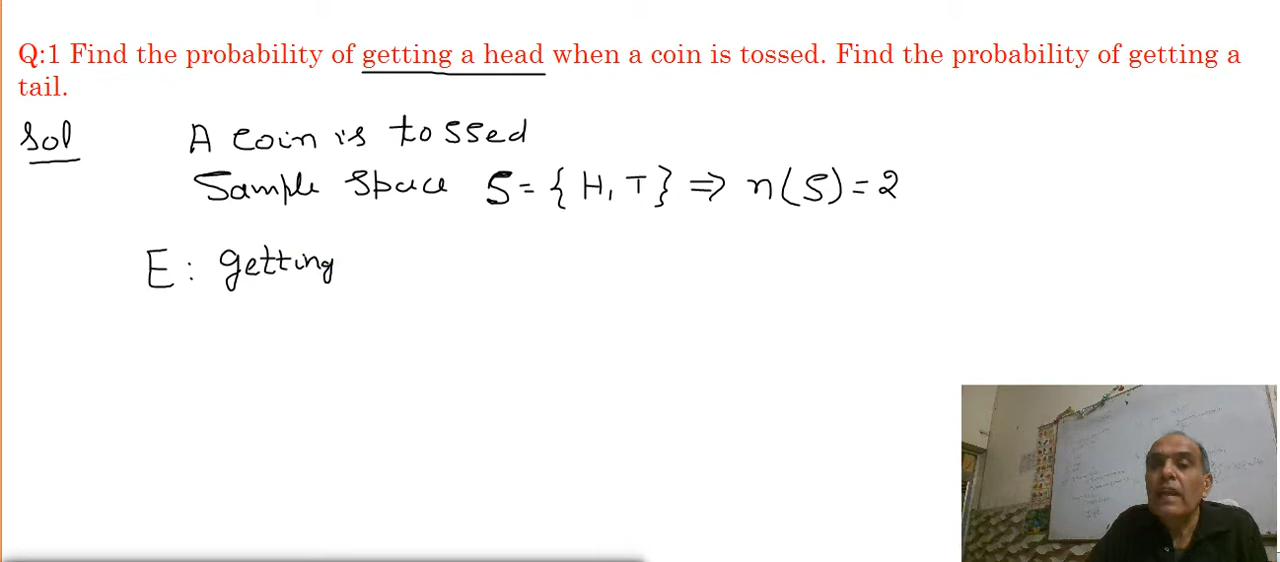 Q:1 Find the probability of getting a head when a coin is tossed. Find the probability of getting a
tail.
Sol A coin is tossed
Sample space S = { H, T } ⇒ n(S) = 2
E : getting